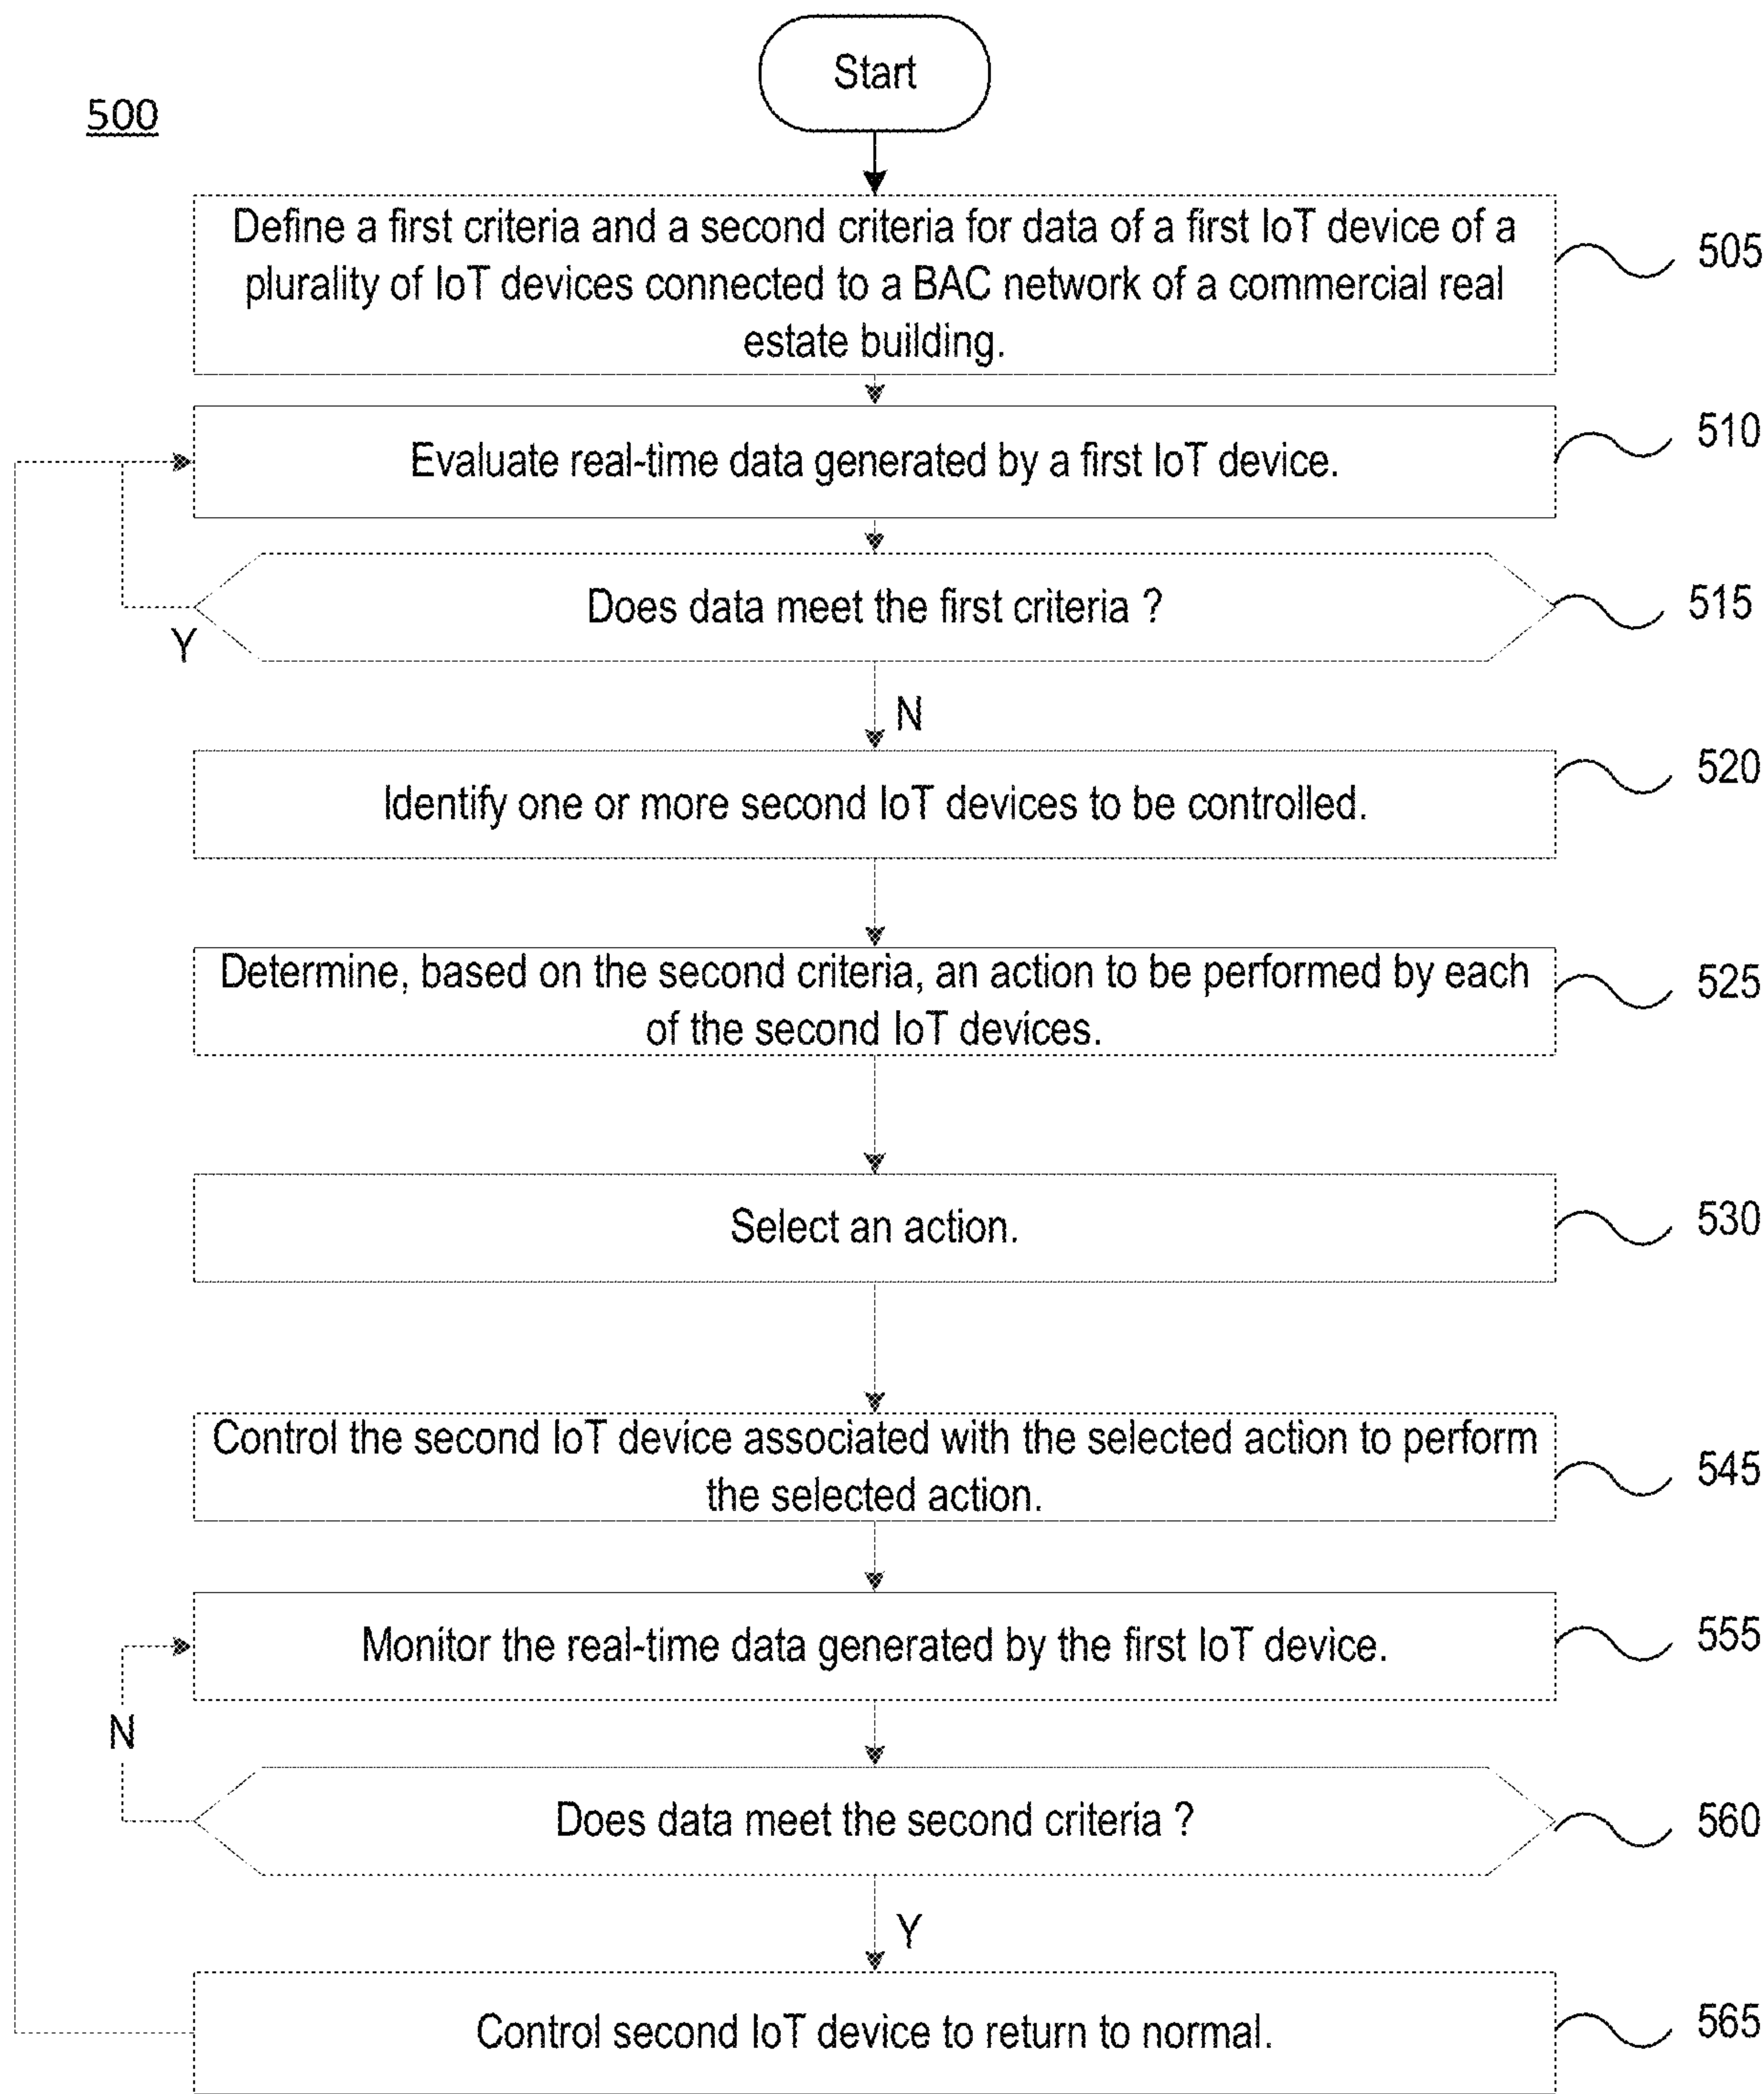 Start
500
Define a first criteria and a second criteria for data of a first IoT device of a
plurality of IoT devices connected to a BAC network of a commercial real
estate building.
505
Evaluate real-time data generated by a first IoT device.
510
Does data meet the first criteria ?
515
Y
N
Identify one or more second IoT devices to be controlled.
520
Determine, based on the second criteria, an action to be performed by each
of the second IoT devices.
525
Select an action.
530
Control the second IoT device associated with the selected action to perform
the selected action.
545
Monitor the real-time data generated by the first IoT device.
555
N
Does data meet the second criteria ?
560
Y
Control second IoT device to return to normal.
565